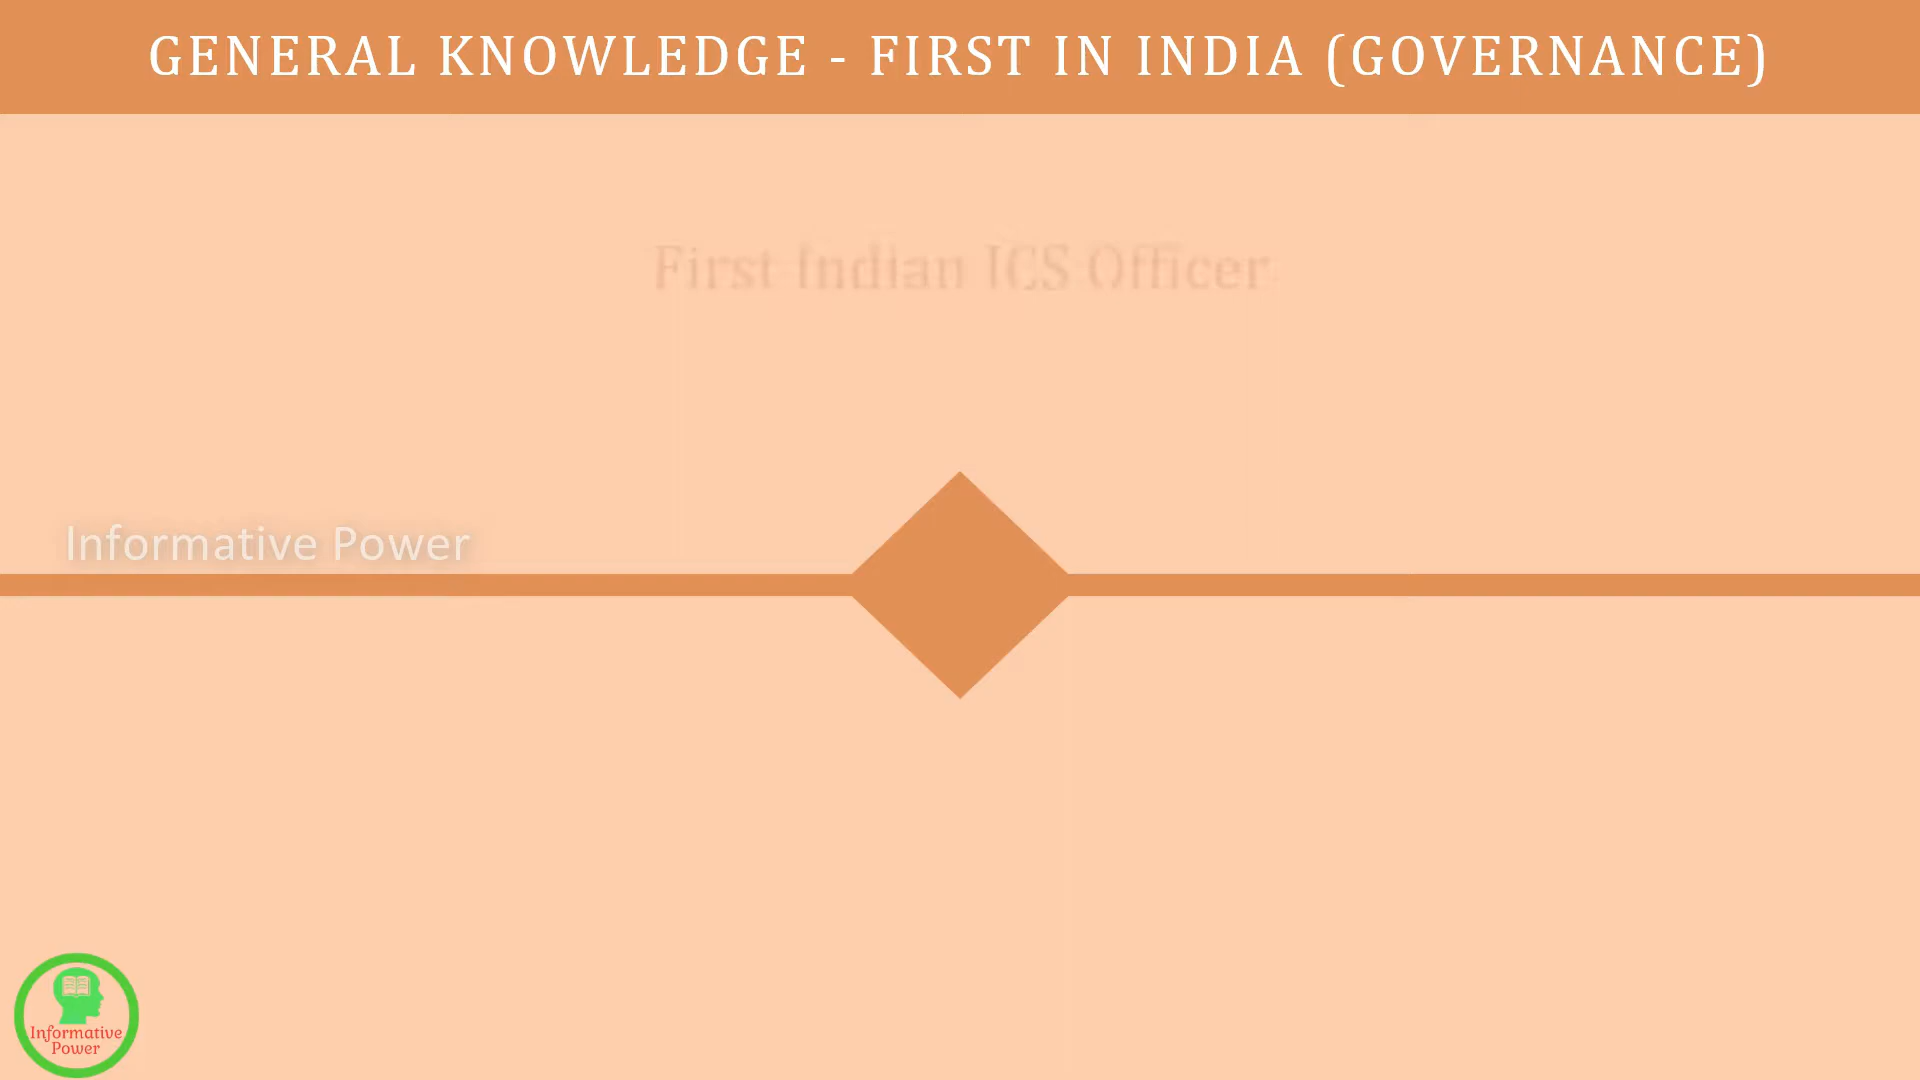 GENERAL KNOWLEDGE - FIRST IN INDIA (GOVERNANCE)
First Indian ICS Officer
Informative Power
Informative
Power